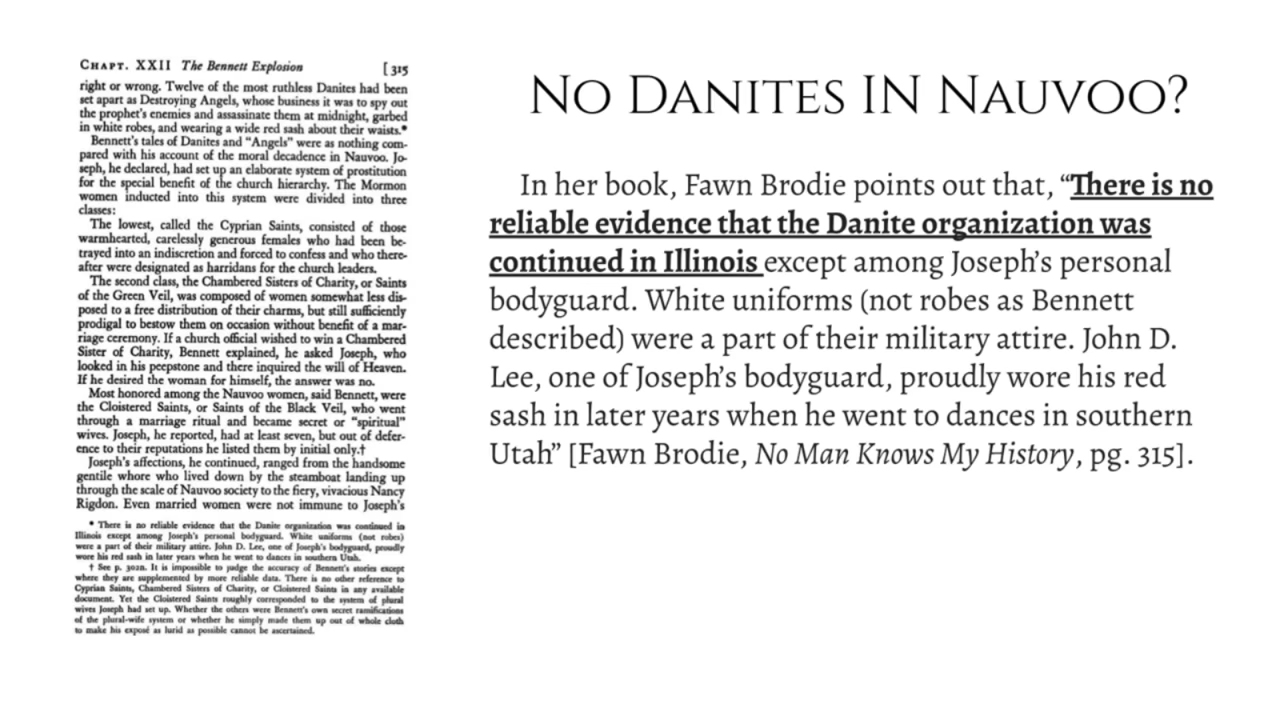 CHAPT. XXII The Bennett Explosion [315
right or wrong. Twelve of the most ruthless Danites had been
set apart as Destroying Angels, whose business it was to spy out
the prophet's enemies and assassinate them at midnight, garbed
in white robes, and wearing a wide red sash about their waists.*
Bennett's tales of Danites and "Angels" were as nothing com-
pared with his account of the moral decadence in Nauvoo. Jo-
seph, he declared, had set up an elaborate system of prostitution
for the special benefit of the church hierarchy. The Mormon
women inducted into this system were divided into three
classes:
The lowest, called the Cyprian Saints, consisted of those
warmhearted, carelessly generous females who had been be-
trayed into an indiscretion and forced to confess and who there-
after were designated as harridans for the church leaders.
The second class, the Chambered Sisters of Charity, or Saints
of the Green Veil, was composed of women somewhat less dis-
posed to a free distribution of their charms, but still sufficiently
prodigal to bestow them on occasion without benefit of a mar-
riage ceremony. If a church official wished to win a Chambered
Sister of Charity, Bennett explained, he asked Joseph, who
looked in his peepstone and there inquired the will of Heaven.
If he desired the woman for himself, the answer was no.
Most honored among the Nauvoo women, said Bennett, were
the Cloistered Saints, or Saints of the Black Veil, who went
through a marriage ritual and became secret or "spiritual"
wives. Joseph, he reported, had at least seven, but out of defer-
ence to their reputations he listed them by initial only.†
Joseph's affections, he continued, ranged from the handsome
gentile whore who lived down by the steamboat landing up
through the scale of Nauvoo society to the fiery, vivacious Nancy
Rigdon. Even married women were not immune to Joseph's
* There is no reliable evidence that the Danite organization was continued in
Illinois except among Joseph's personal bodyguard. White uniforms (not robes)
were a part of their military attire. John D. Lee, one of Joseph's bodyguard, proudly
wore his red sash in later years when he went to dances in southern Utah.
† See p. 302n. It is impossible to judge the accuracy of Bennett's stories except
where they are supplemented by more reliable data. There is no other reference to
Cyprian Saints, Chambered Sisters of Charity, or Cloistered Saints in any available
document. Yet the Cloistered Saints roughly corresponded to the system of plural
wives Joseph had set up. Whether the others were Bennett's own secret ramifications
of the plural-wife system or whether he simply made them up out of whole cloth
to make his exposé as lurid as possible cannot be ascertained.
NO DANITES IN NAUVOO?
In her book, Fawn Brodie points out that, “There is no
reliable evidence that the Danite organization was
continued in Illinois except among Joseph’s personal
bodyguard. White uniforms (not robes as Bennett
described) were a part of their military attire. John D.
Lee, one of Joseph’s bodyguard, proudly wore his red
sash in later years when he went to dances in southern
Utah” [Fawn Brodie, No Man Knows My History, pg. 315].